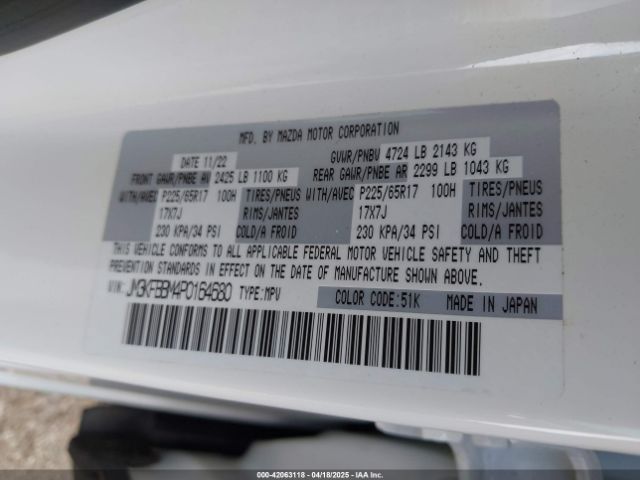 MFD. BY MAZDA MOTOR CORPORATION
DATE 11/22 GVWR/PNBV 4724 LB 2143 KG
FRONT GAWR/PNBE AV 2425 LB 1100 KG REAR GAWR/PNBE AR 2299 LB 1043 KG
WITH/AVEC P225/65R17 100H TIRES/PNEUS WITH/AVEC P225/65R17 100H TIRES/PNEUS
17X7J RIMS/JANTES 17X7J RIMS/JANTES
230 KPA/34 PSI COLD/A FROID 230 KPA/34 PSI COLD/A FROID
THIS VEHICLE CONFORMS TO ALL APPLICABLE FEDERAL MOTOR VEHICLE SAFETY AND THEFT
PREVENTION STANDARDS IN EFFECT ON THE DATE OF MANUFACTURE SHOWN ABOVE.
VIN: JM3KFBBM4P0164680 TYPE:MPV COLOR CODE:51K MADE IN JAPAN
000-42063118 - 04/18/2025 - IAA Inc.